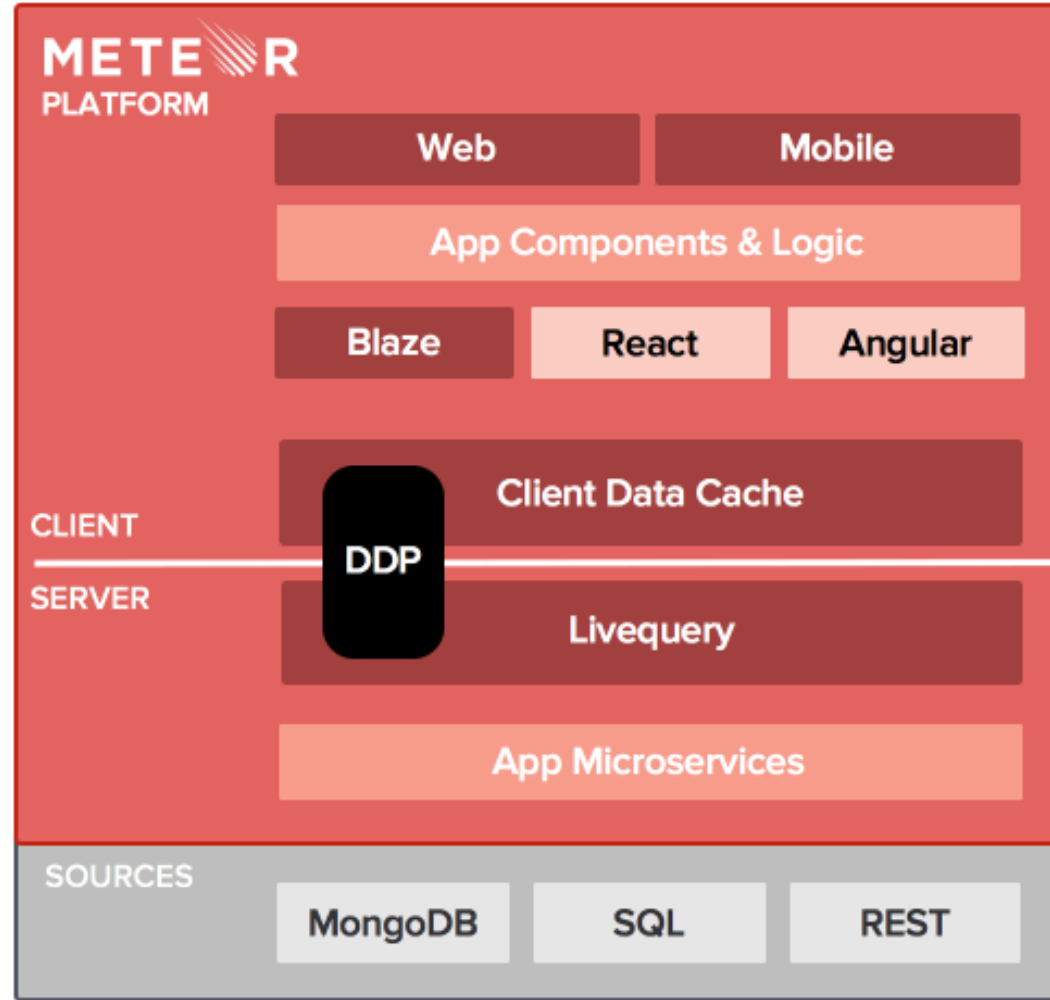 METEOR
PLATFORM
Web
Mobile
App Components & Logic
Blaze
React
Angular
Client Data Cache
CLIENT
DDP
SERVER
Livequery
App Microservices
SOURCES
MongoDB
SQL
REST